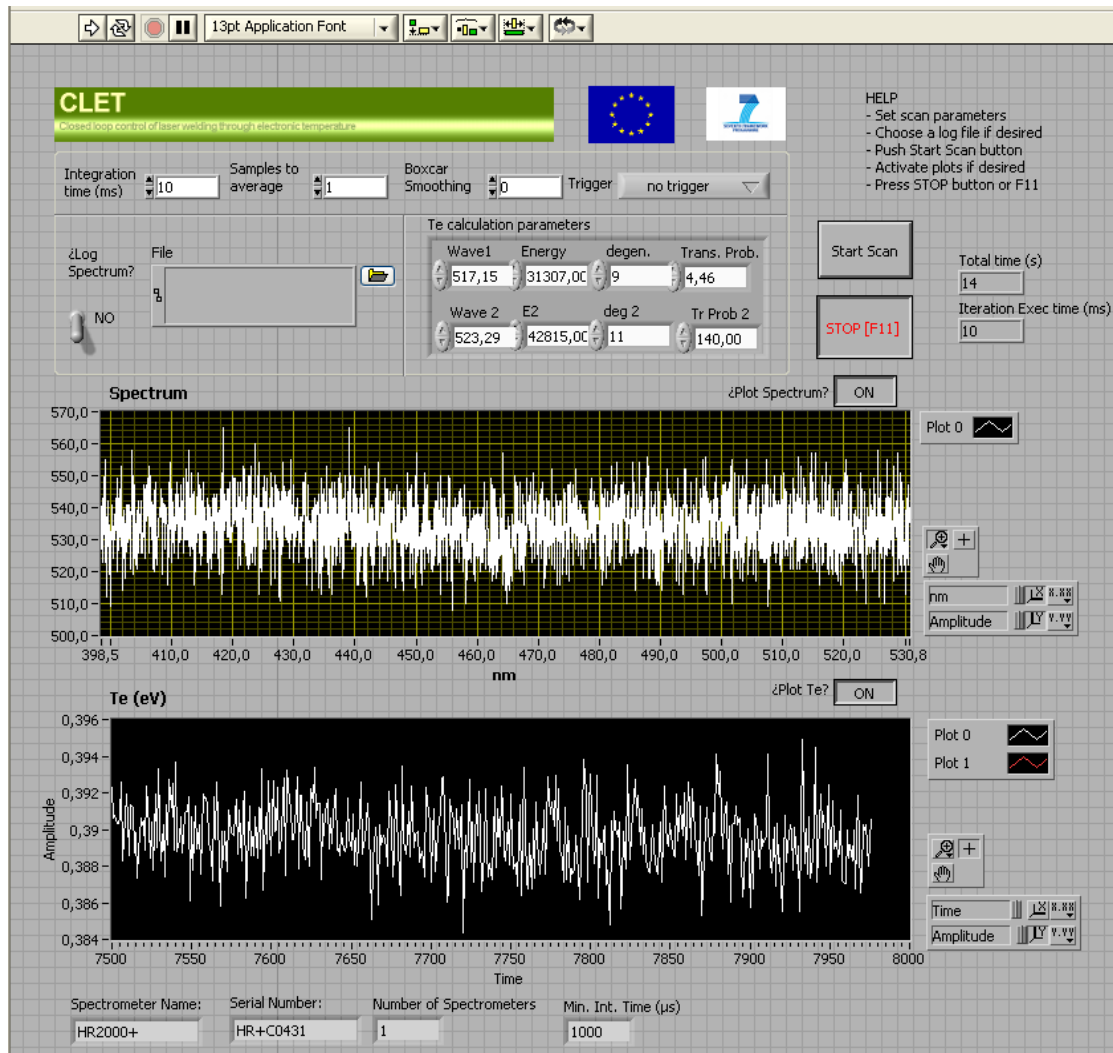 13pt Application Font
CLET
Closed loop control of laser welding through electronic temperature
7
SEVENTH FRAMEWORK
PROGRAMME
HELP
- Set scan parameters
- Choose a log file if desired
- Push Start Scan button
- Activate plots if desired
- Press STOP button or F11
Integration
time (ms)
10
Samples to
average
1
Boxcar
Smoothing
0
Trigger
no trigger
¿Log
Spectrum?
NO
File
Te calculation parameters
Wave1 Energy degen. Trans. Prob.
517,15 31307,00 9 4,46
Wave 2 E2 deg 2 Tr Prob 2
523,29 42815,00 11 140,00
Start Scan
STOP [F11]
Total time (s)
14
Iteration Exec time (ms)
10
Spectrum
¿Plot Spectrum? ON
570,0
560,0
550,0
540,0
530,0
520,0
510,0
500,0
398,5 410,0 420,0 430,0 440,0 450,0 460,0 470,0 480,0 490,0 500,0 510,0 520,0 530,8
nm
Plot 0
nm
Amplitude
Te (eV)
¿Plot Te? ON
0,396
0,394
0,392
0,39
0,388
0,386
0,384
Amplitude
7500 7550 7600 7650 7700 7750 7800 7850 7900 7950 8000
Time
Plot 0
Plot 1
Time
Amplitude
Spectrometer Name:
HR2000+
Serial Number:
HR+C0431
Number of Spectrometers
1
Min. Int. Time (µs)
1000